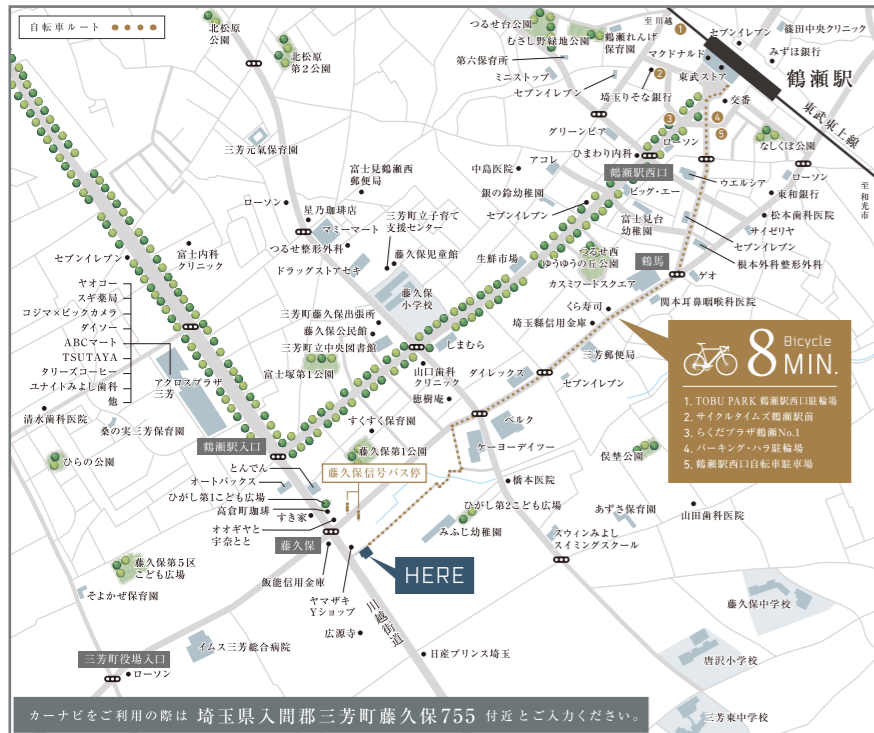 自転車ルート
北松原
公園
北松原
第2公園
つるせ台公園
むさし野緑地公園
鶴瀬れんげ
保育園
至川越
1
セブンイレブン
篠田中央クリニック
マクドナルド
みずほ銀行
東武ストア
鶴瀬駅
第六保育所
ミニストップ
セブンイレブン
2
埼玉りそな銀行
交番
東武東上線
3
4
5
グリーンピア
ローソン
なしくぼ公園
三芳元氣保育園
ひまわり内科
富士見鶴瀬西
郵便局
中島医院
アコレ
鶴瀬駅西口
ウエルシア
ローソン
至和光市
ローソン
星乃珈琲店
マミーマート
三芳町立子育て
支援センター
銀の鈴幼稚園
ビッグ・エー
東和銀行
セブンイレブン
富士見台
幼稚園
松本歯科医院
サイゼリヤ
セブンイレブン
富士内科
クリニック
つるせ整形外科
藤久保児童館
生鮮市場
つるせ西
ゆうゆうの丘公園
鶴馬
セブンイレブン
根本外科整形外科
ドラッグストアセキ
カスミフードスクエア
ゲオ
ヤオコー
スギ薬局
コジマ×ビックカメラ
ダイソー
ABCマート
TSUTAYA
タリーズコーヒー
ユナイトみよし歯科
他
藤久保
小学校
くら寿司
関本耳鼻咽喉科医院
三芳町藤久保出張所
藤久保公民館
三芳町立中央図書館
埼玉縣信用金庫
しまむら
三芳郵便局
8
Bicycle
MIN.
アクロスプラザ
三芳
富士塚第1公園
山口歯科
クリニック
ダイレックス
セブンイレブン
徳樹庵
1. TOBU PARK 鶴瀬駅西口駐輪場
2. サイクルタイムズ鶴瀬駅前
3. らくだプラザ鶴瀬No.1
4. パーキング・ハラ駐輪場
5. 鶴瀬駅西口自転車駐車場
清水歯科医院
桑の実三芳保育園
すくすく保育園
ベルク
鶴瀬駅入口
藤久保第1公園
ケーヨーデイツー
ひらの公園
とんでん
藤久保信号バス停
俣埜公園
オートバックス
橋本医院
ひがし第1こども広場
高倉町珈琲
すき家
ひがし第2こども広場
あずさ保育園
山田歯科医院
オオギヤと
宇奈とと
みふじ幼稚園
藤久保
スウィンみよし
スイミングスクール
藤久保第5区
こども広場
飯能信用金庫
HERE
そよかぜ保育園
ヤマザキ
Yショップ
川越街道
藤久保中学校
広源寺
イムス三芳総合病院
日産プリンス埼玉
三芳町役場入口
唐沢小学校
ローソン
三芳東中学校
カーナビをご利用の際は 埼玉県入間郡三芳町藤久保755 付近とご入力ください。